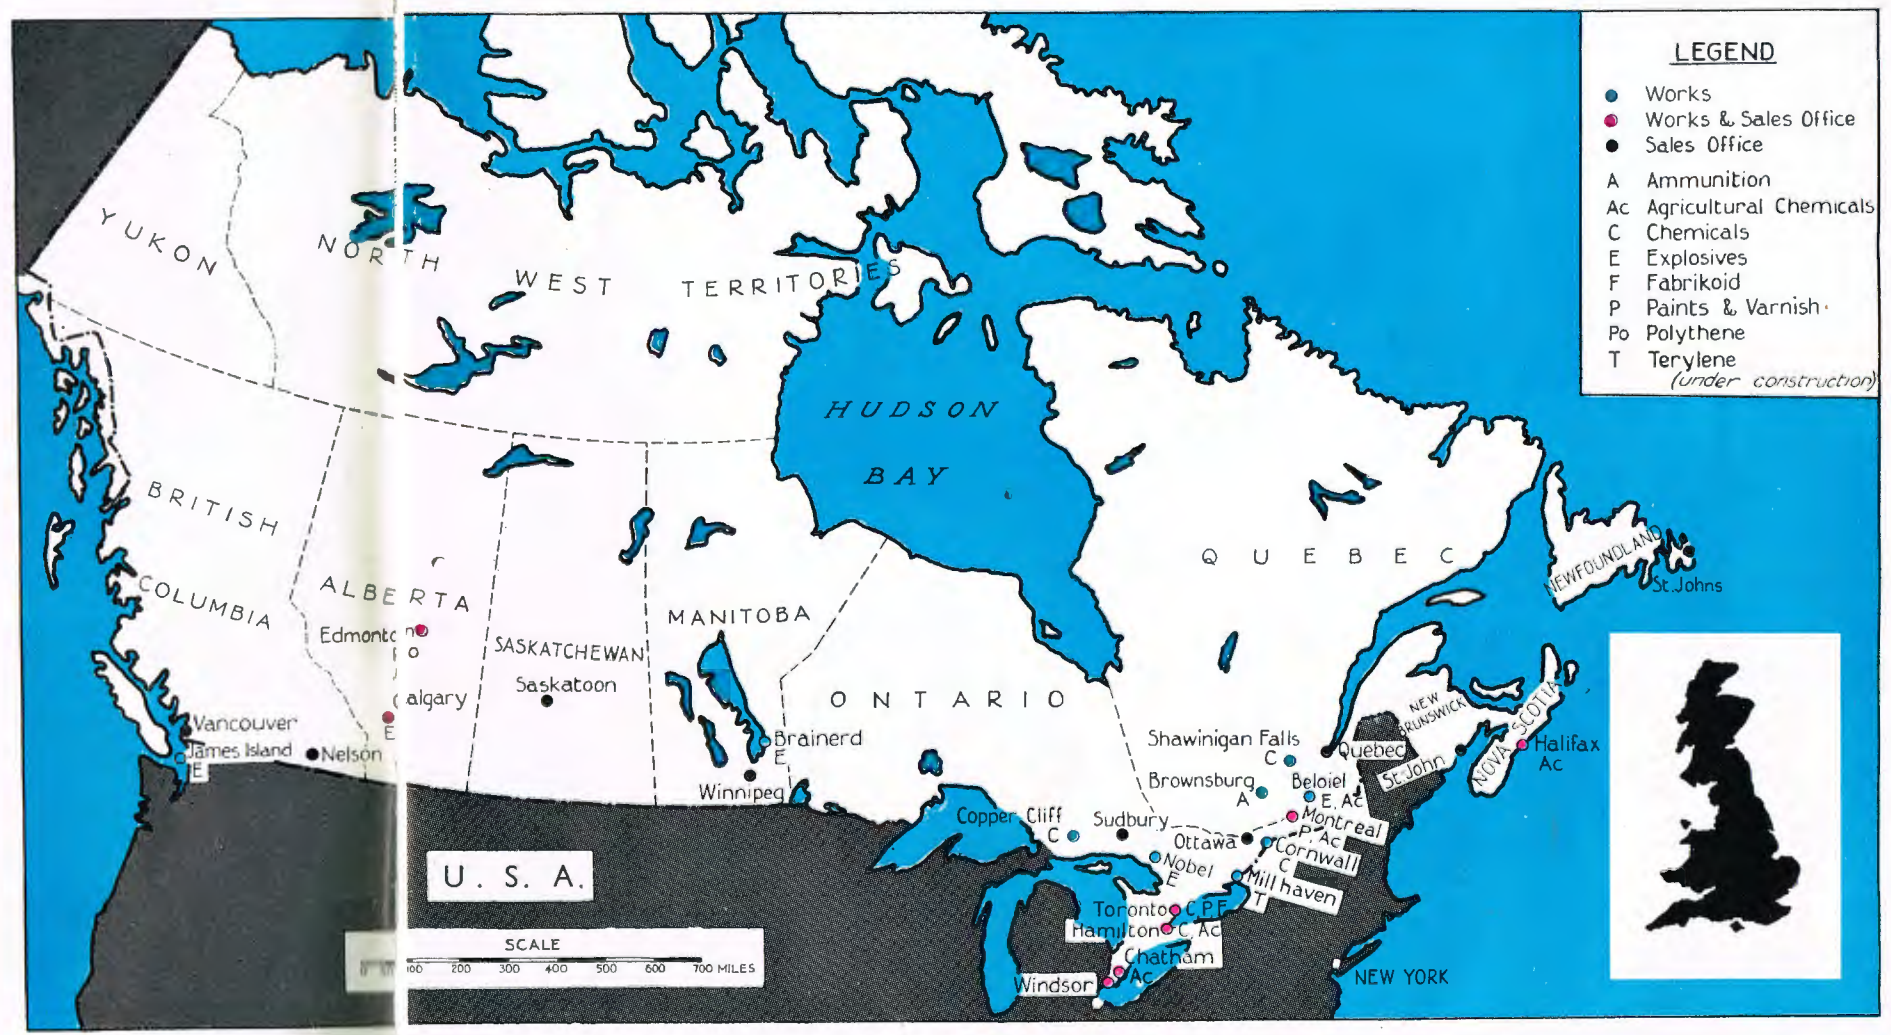 LEGEND
Works
Works & Sales Office
Sales Office
A Ammunition
Ac Agricultural Chemicals
C Chemicals
E Explosives
F Fabrikoid
P Paints & Varnish
Po Polythene
T Terylene
(under construction)
YUKON
NORTH WEST TERRITORIES
HUDSON
BAY
BRITISH
COLUMBIA
ALBERTA
Edmonton
Calgary
E
SASKATCHEWAN
Saskatoon
MANITOBA
Brainerd
E
Winnipeg
Vancouver
James Island
E
Nelson
ONTARIO
QUEBEC
NEWFOUNDLAND
St. Johns
NEW
BRUNSWICK
NOVA SCOTIA
Halifax
Ac
St. John
Quebec
Shawinigan Falls
C
Brownsburg
A
Beloiel
E, Ac
Montreal
P, Ac
Copper Cliff
C
Sudbury
Ottawa
Cornwall
C
Nobel
E
Mill haven
T
Toronto C.P.F
Hamilton C, Ac
Chatham
Ac
Windsor
NEW YORK
U. S. A.
SCALE
100 200 300 400 500 600 700 MILES